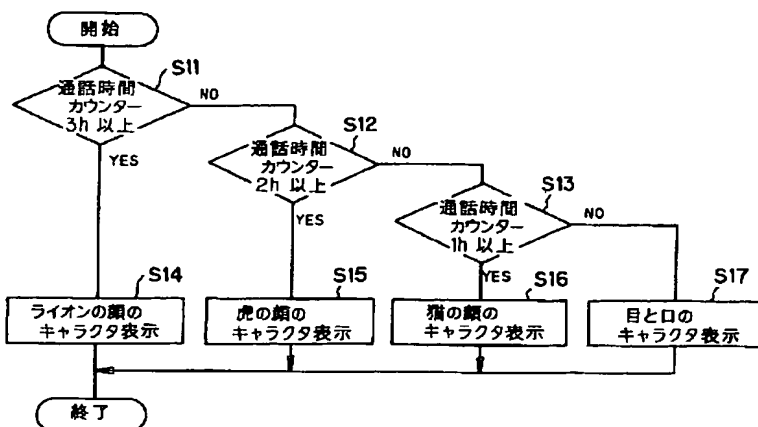 開始
S11
通話時間
カウンター
3h 以上
NO
YES
S12
通話時間
カウンター
2h 以上
NO
YES
S13
通話時間
カウンター
1h 以上
NO
YES
S14
ライオンの顔の
キャラクタ表示
S15
虎の顔の
キャラクタ表示
S16
猫の顔の
キャラクタ表示
S17
目と口の
キャラクタ表示
終了